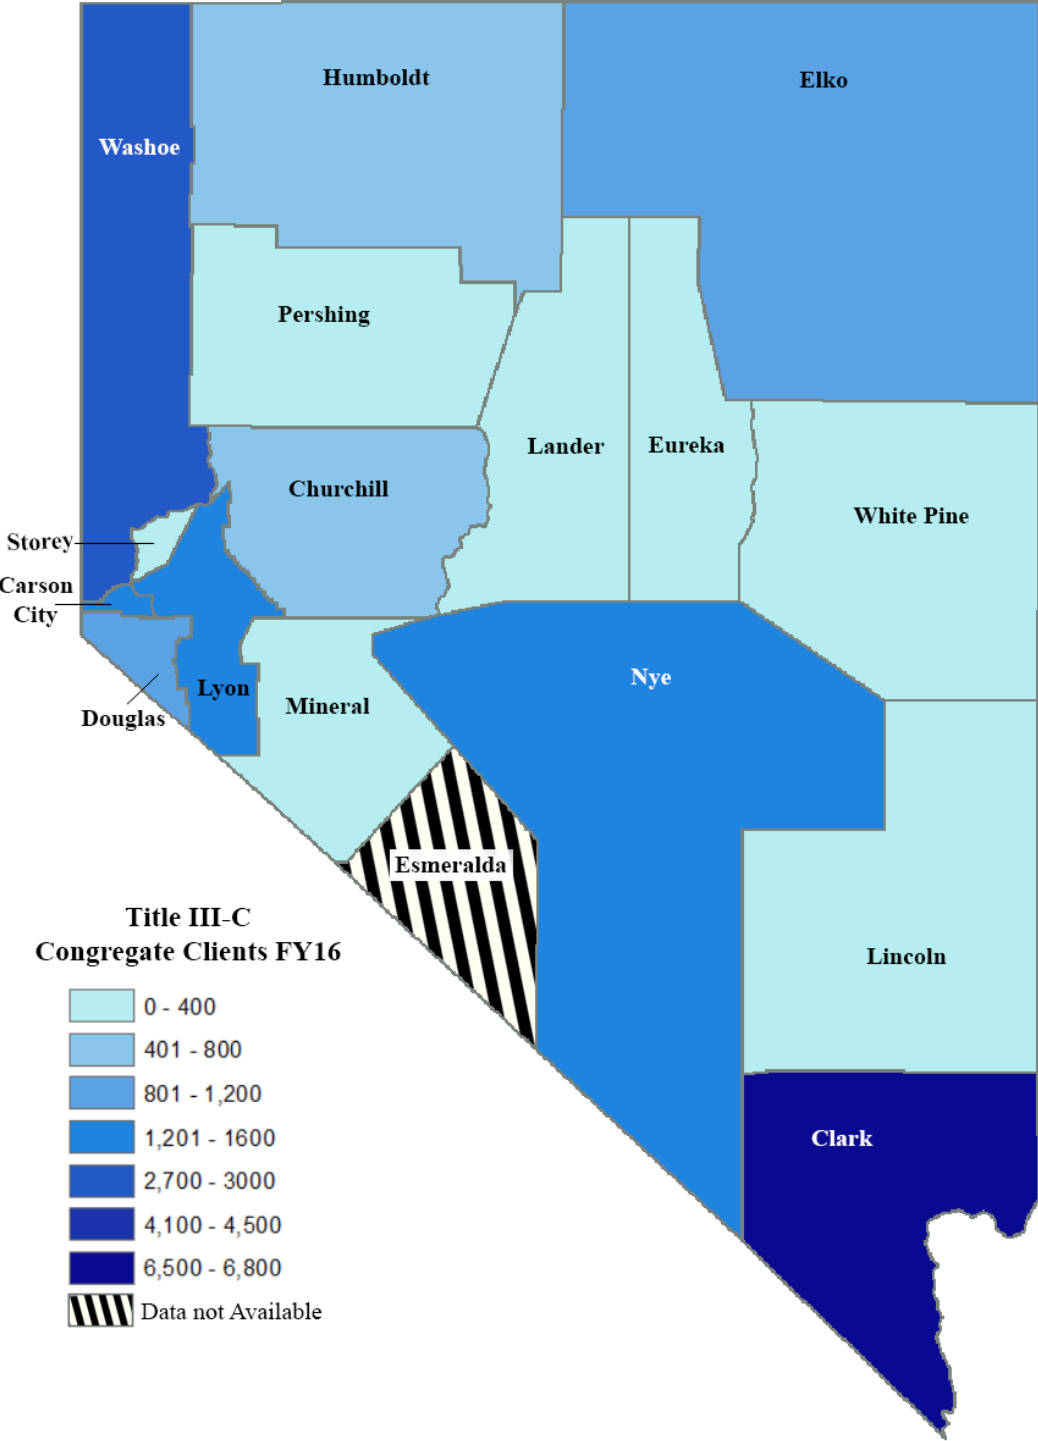 Humboldt
Elko
Washoe
Pershing
Lander
Eureka
Churchill
White Pine
Storey
Carson
City
Nye
Lyon
Mineral
Douglas
Esmeralda
Lincoln
Clark
Title III-C
Congregate Clients FY16
0 - 400
401 - 800
801 - 1,200
1,201 - 1600
2,700 - 3000
4,100 - 4,500
6,500 - 6,800
Data not Available